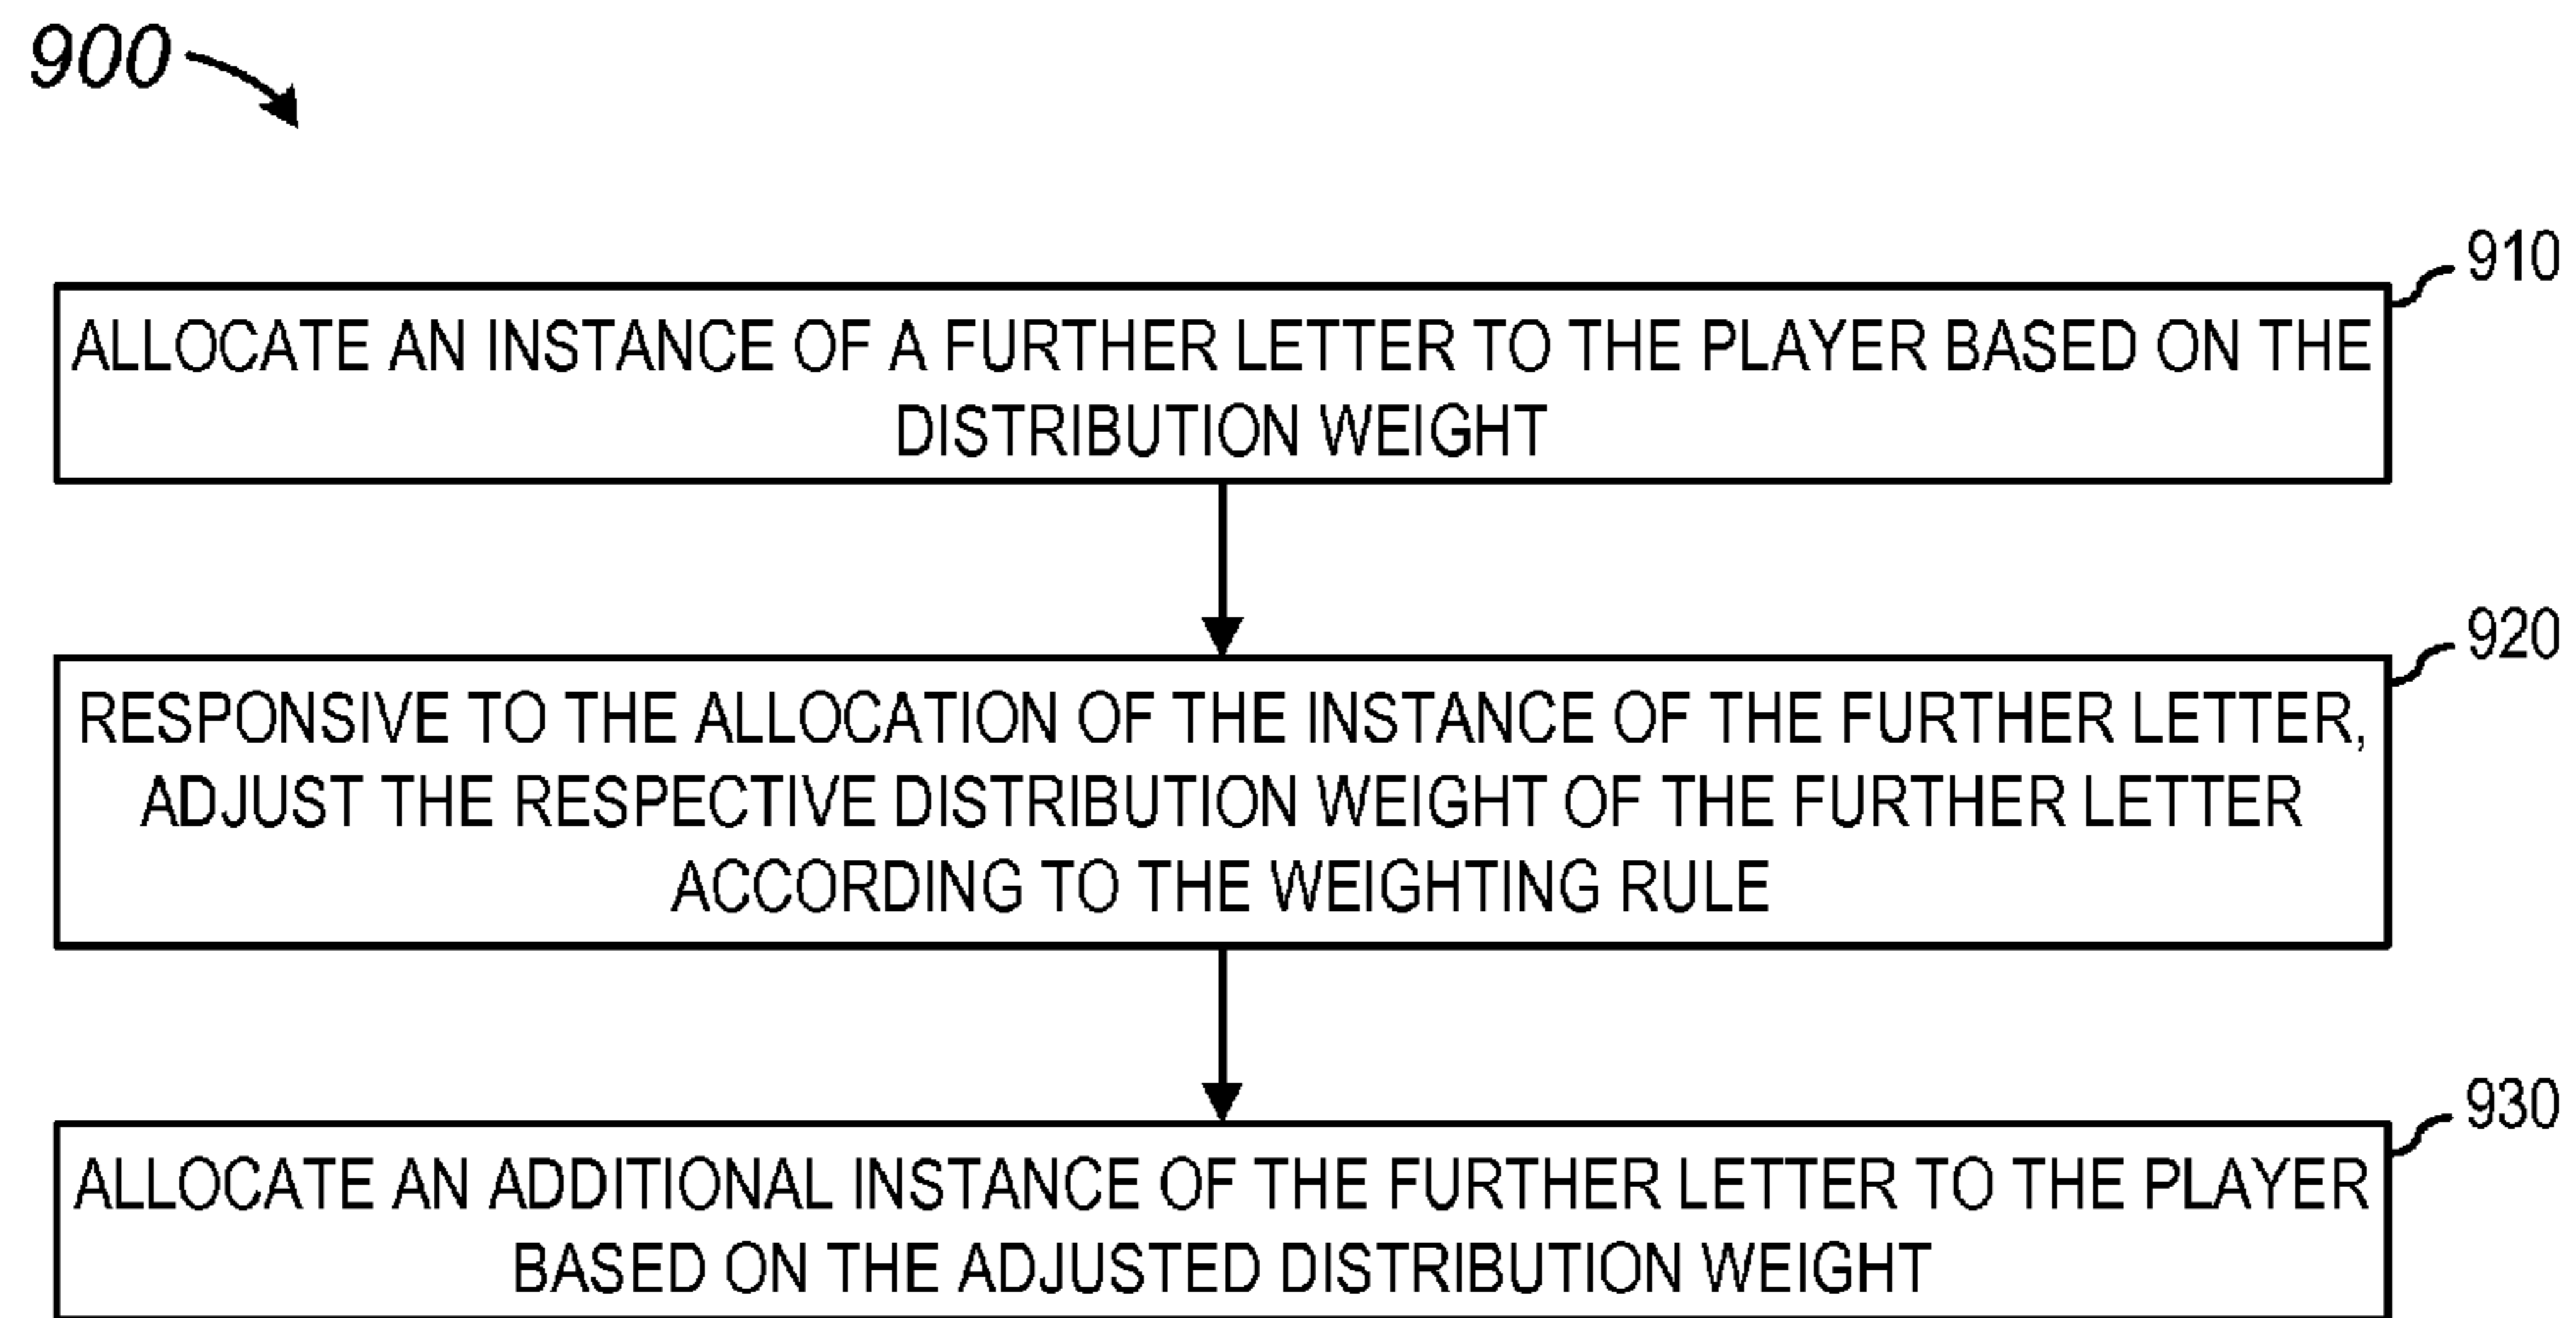 900
910
ALLOCATE AN INSTANCE OF A FURTHER LETTER TO THE PLAYER BASED ON THE
DISTRIBUTION WEIGHT
920
RESPONSIVE TO THE ALLOCATION OF THE INSTANCE OF THE FURTHER LETTER,
ADJUST THE RESPECTIVE DISTRIBUTION WEIGHT OF THE FURTHER LETTER
ACCORDING TO THE WEIGHTING RULE
930
ALLOCATE AN ADDITIONAL INSTANCE OF THE FURTHER LETTER TO THE PLAYER
BASED ON THE ADJUSTED DISTRIBUTION WEIGHT